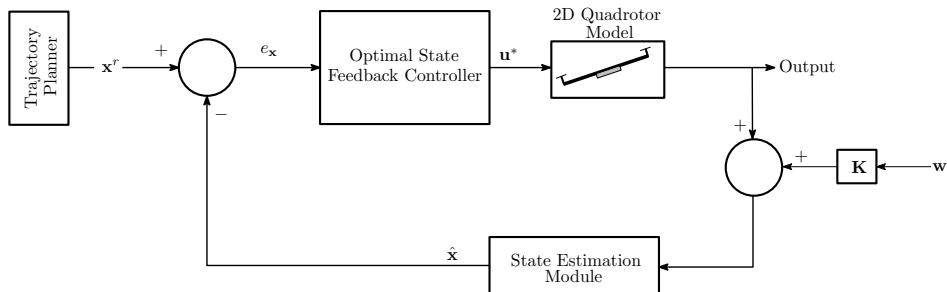 Trajectory
Planner
x^r
+
−
e_x
Optimal State
Feedback Controller
u*
2D Quadrotor
Model
Output
+
+
K
w
State Estimation
Module
x̂